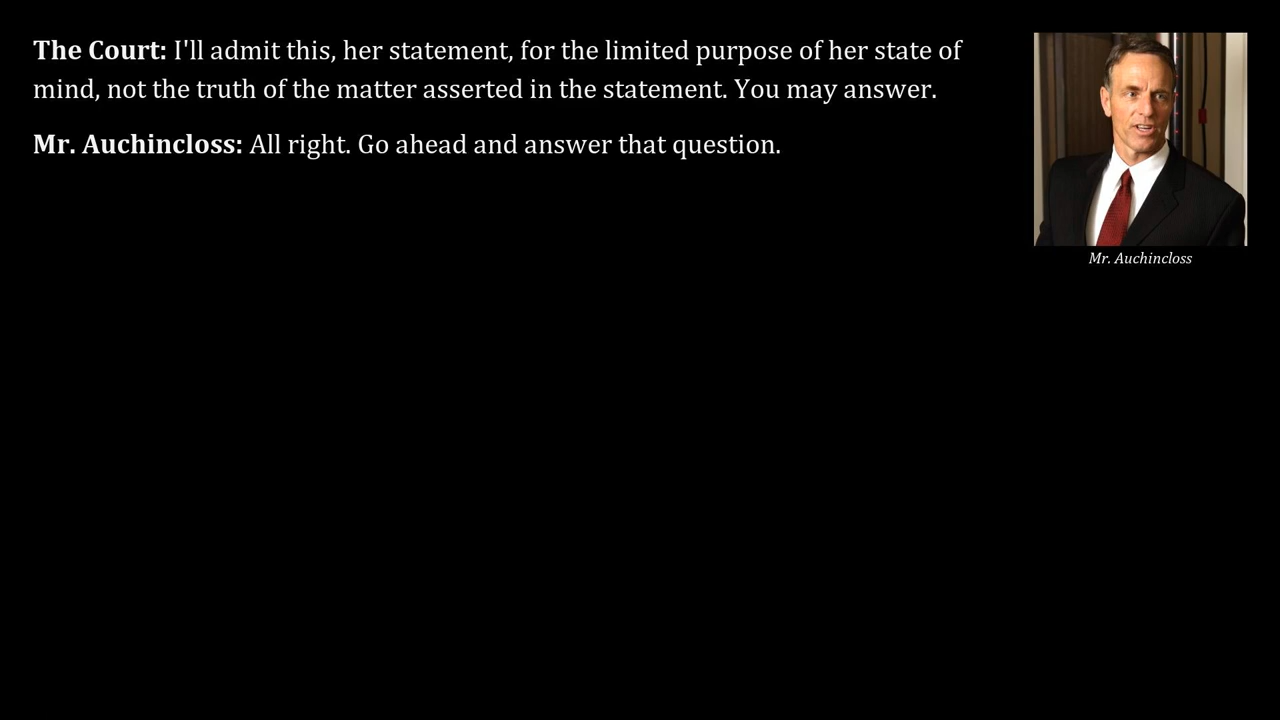 The Court: I'll admit this, her statement, for the limited purpose of her state of
mind, not the truth of the matter asserted in the statement. You may answer.
Mr. Auchincloss: All right. Go ahead and answer that question.
Mr. Auchincloss